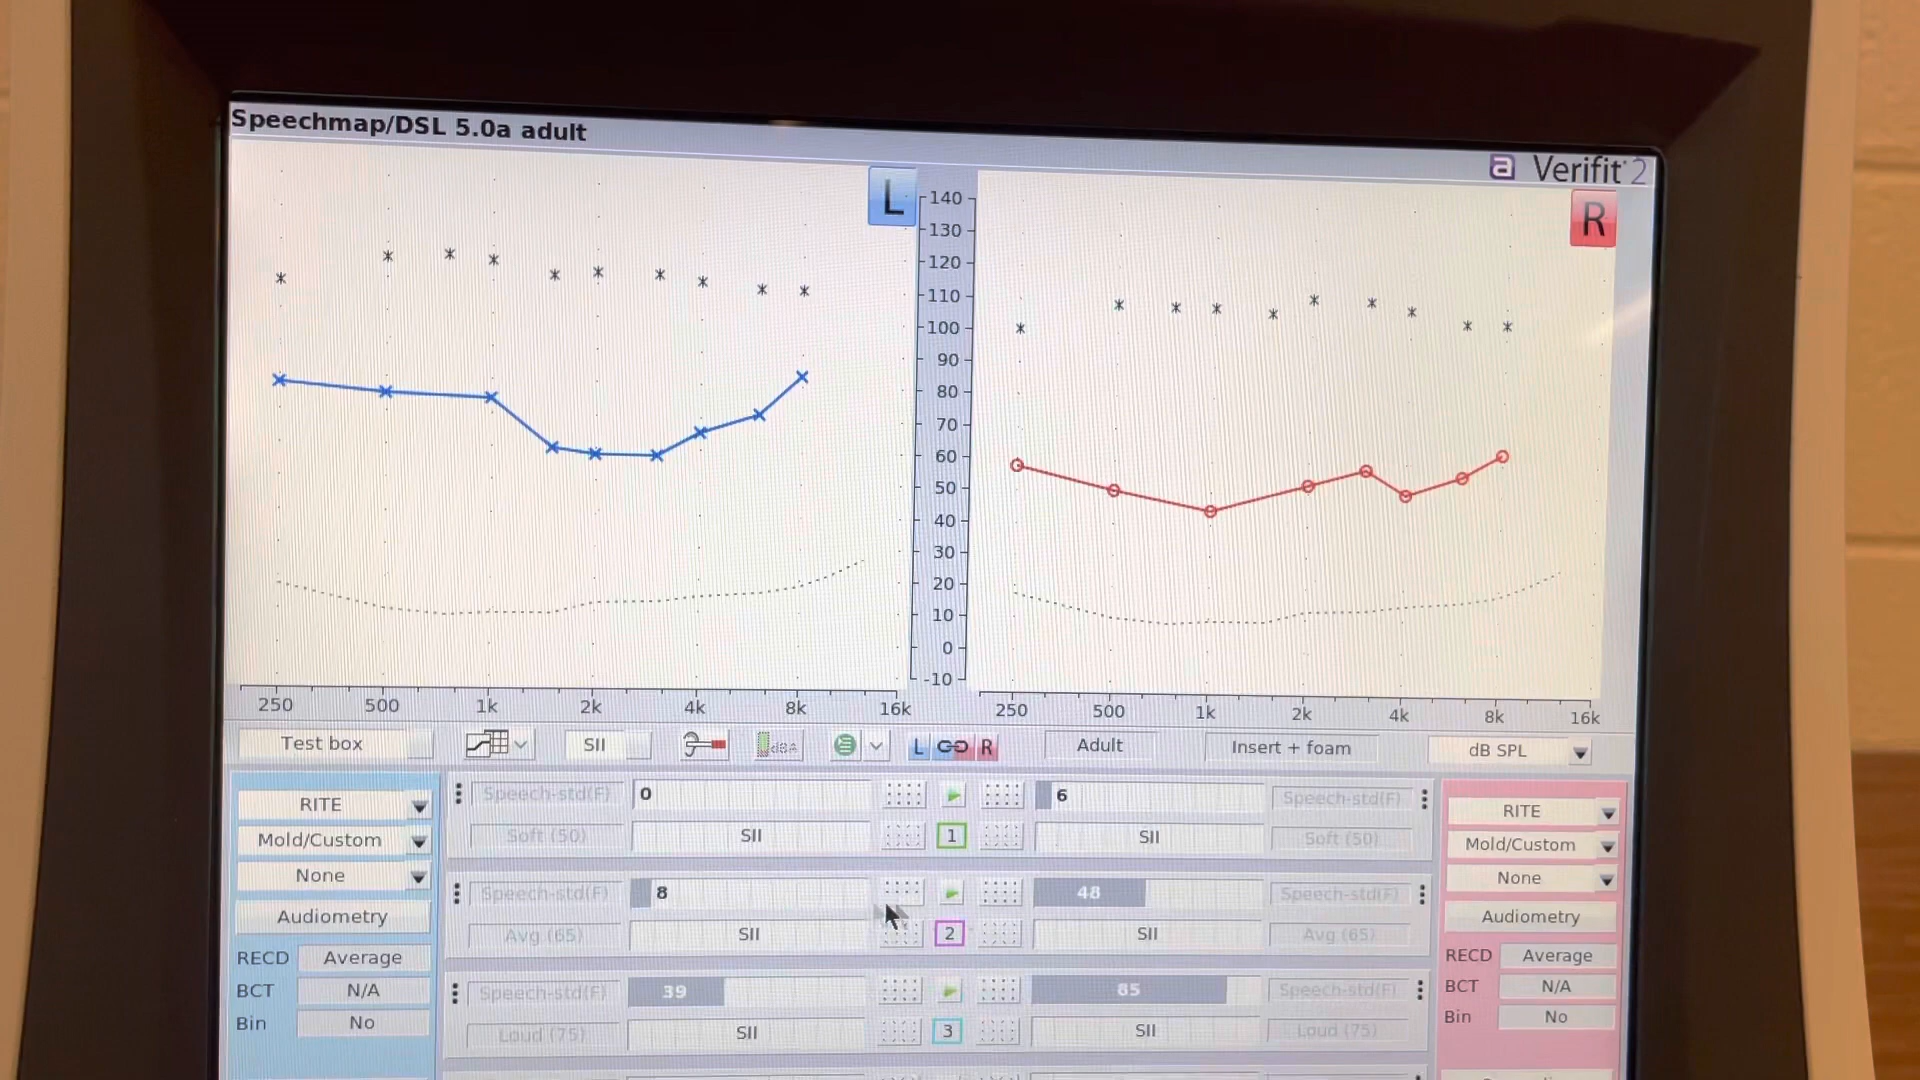 Speechmap/DSL 5.0a adult
a Verifit 2
L
R
140
130
120
110
100
90
80
70
60
50
40
30
20
10
0
-10
250 500 1k 2k 4k 8k 16k
250 500 1k 2k 4k 8k 16k
Test box SII dBA L R Adult Insert + foam dB SPL
RITE Speech-std(F) 0 6 Speech-std(F) RITE
Mold/Custom Soft (50) SII 1 SII Soft (50) Mold/Custom
None Speech-std(F) 8 48 Speech-std(F) None
Audiometry Avg (65) SII 2 SII Avg (65) Audiometry
RECD Average RECD Average
BCT N/A Speech-std(F) 39 85 Speech-std(F) BCT N/A
Bin No Loud (75) SII 3 SII Loud (75) Bin No